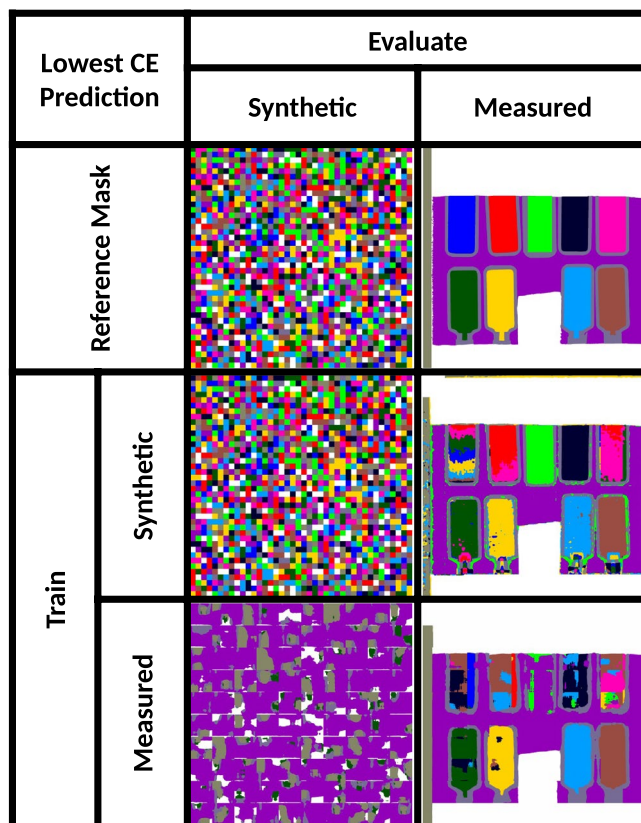 Lowest CE
Prediction
Evaluate
Synthetic
Measured
Reference Mask
Train
Synthetic
Measured